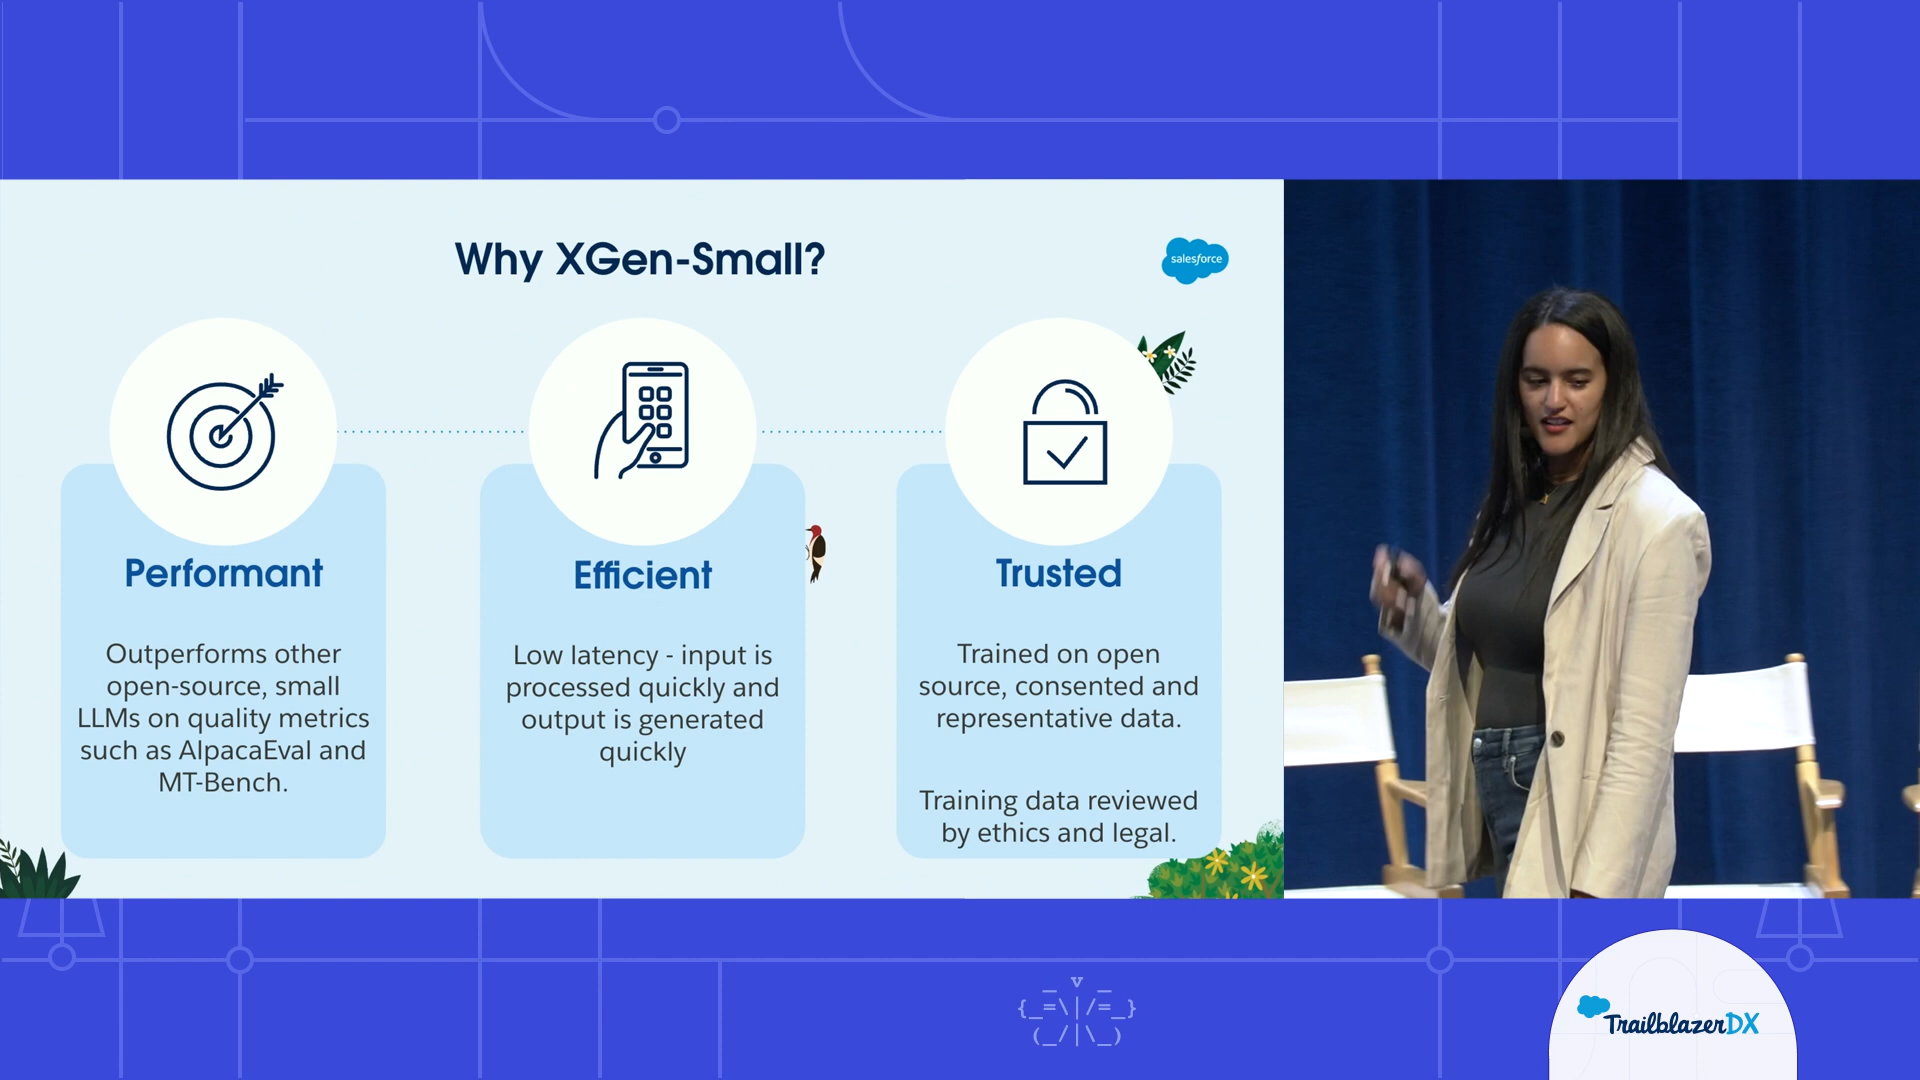 Why XGen-Small?
salesforce
Performant
Outperforms other
open-source, small
LLMs on quality metrics
such as AlpacaEval and
MT-Bench.
Efficient
Low latency - input is
processed quickly and
output is generated
quickly
Trusted
Trained on open
source, consented and
representative data.
Training data reviewed
by ethics and legal.
_ v _
{_=\|/=_}
(_/|\_)
TrailblazerDX